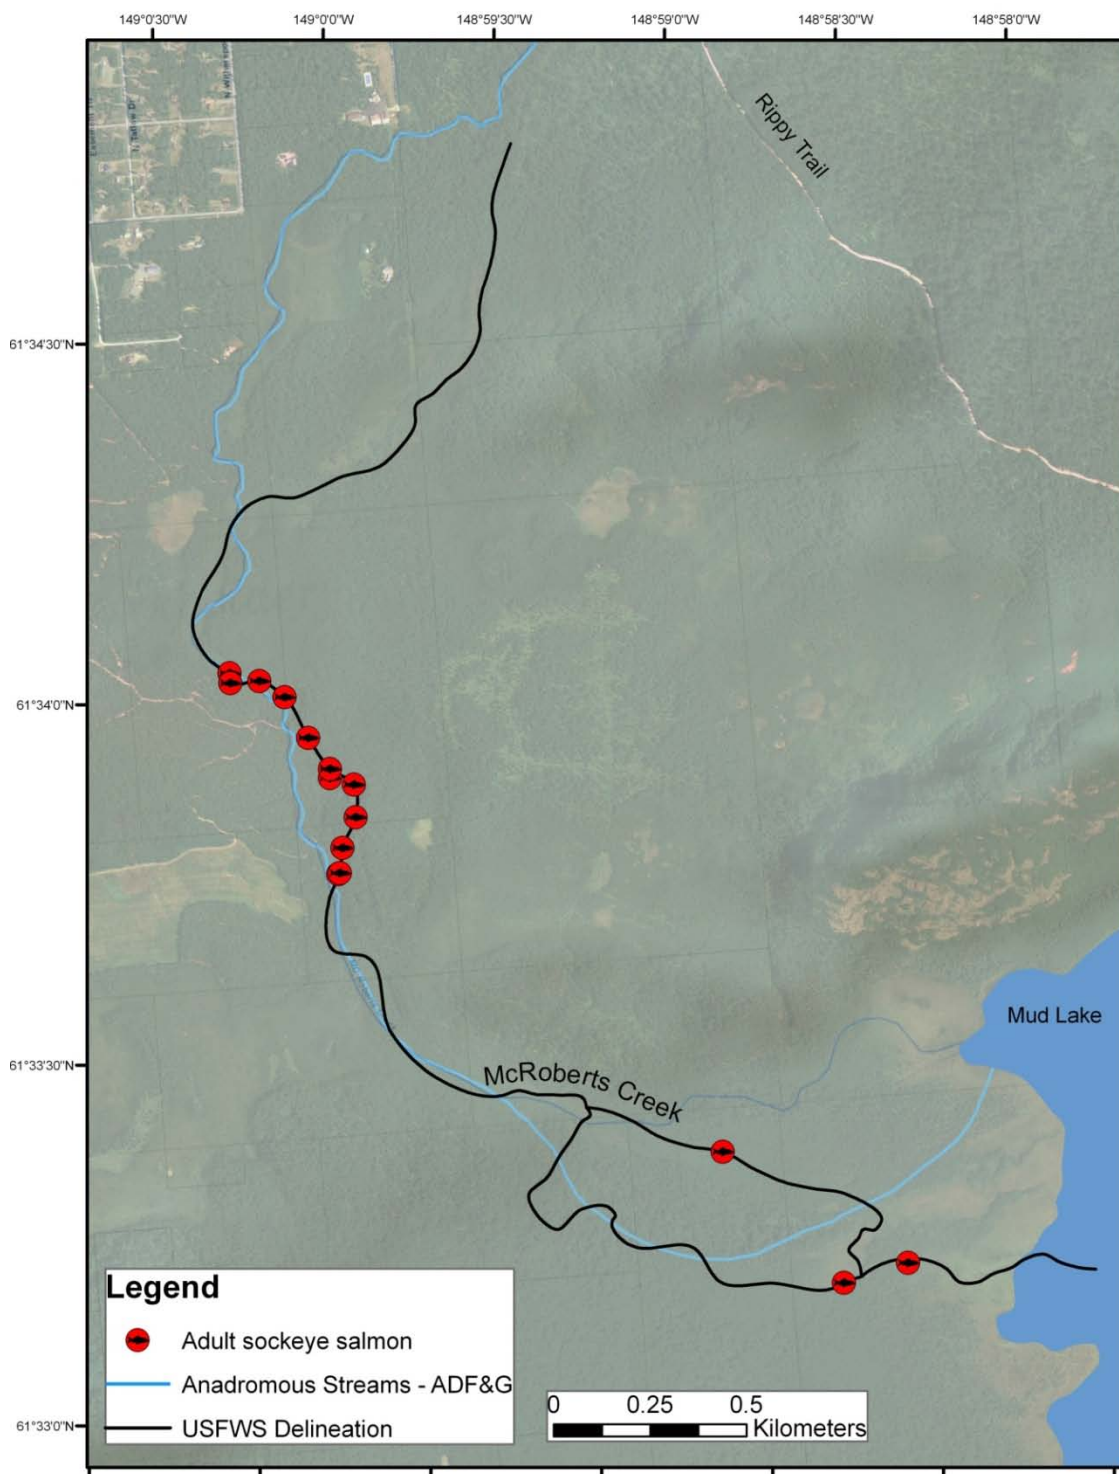 149°0'30"W 149°0'0"W 148°59'30"W 148°59'0"W 148°58'30"W 148°58'0"W
Rippy Trail
61°34'30"N
61°34'0"N
Mud Lake
61°33'30"N
McRoberts Creek
Legend
Adult sockeye salmon
Anadromous Streams - ADF&G
USFWS Delineation
0 0.25 0.5
Kilometers
61°33'0"N